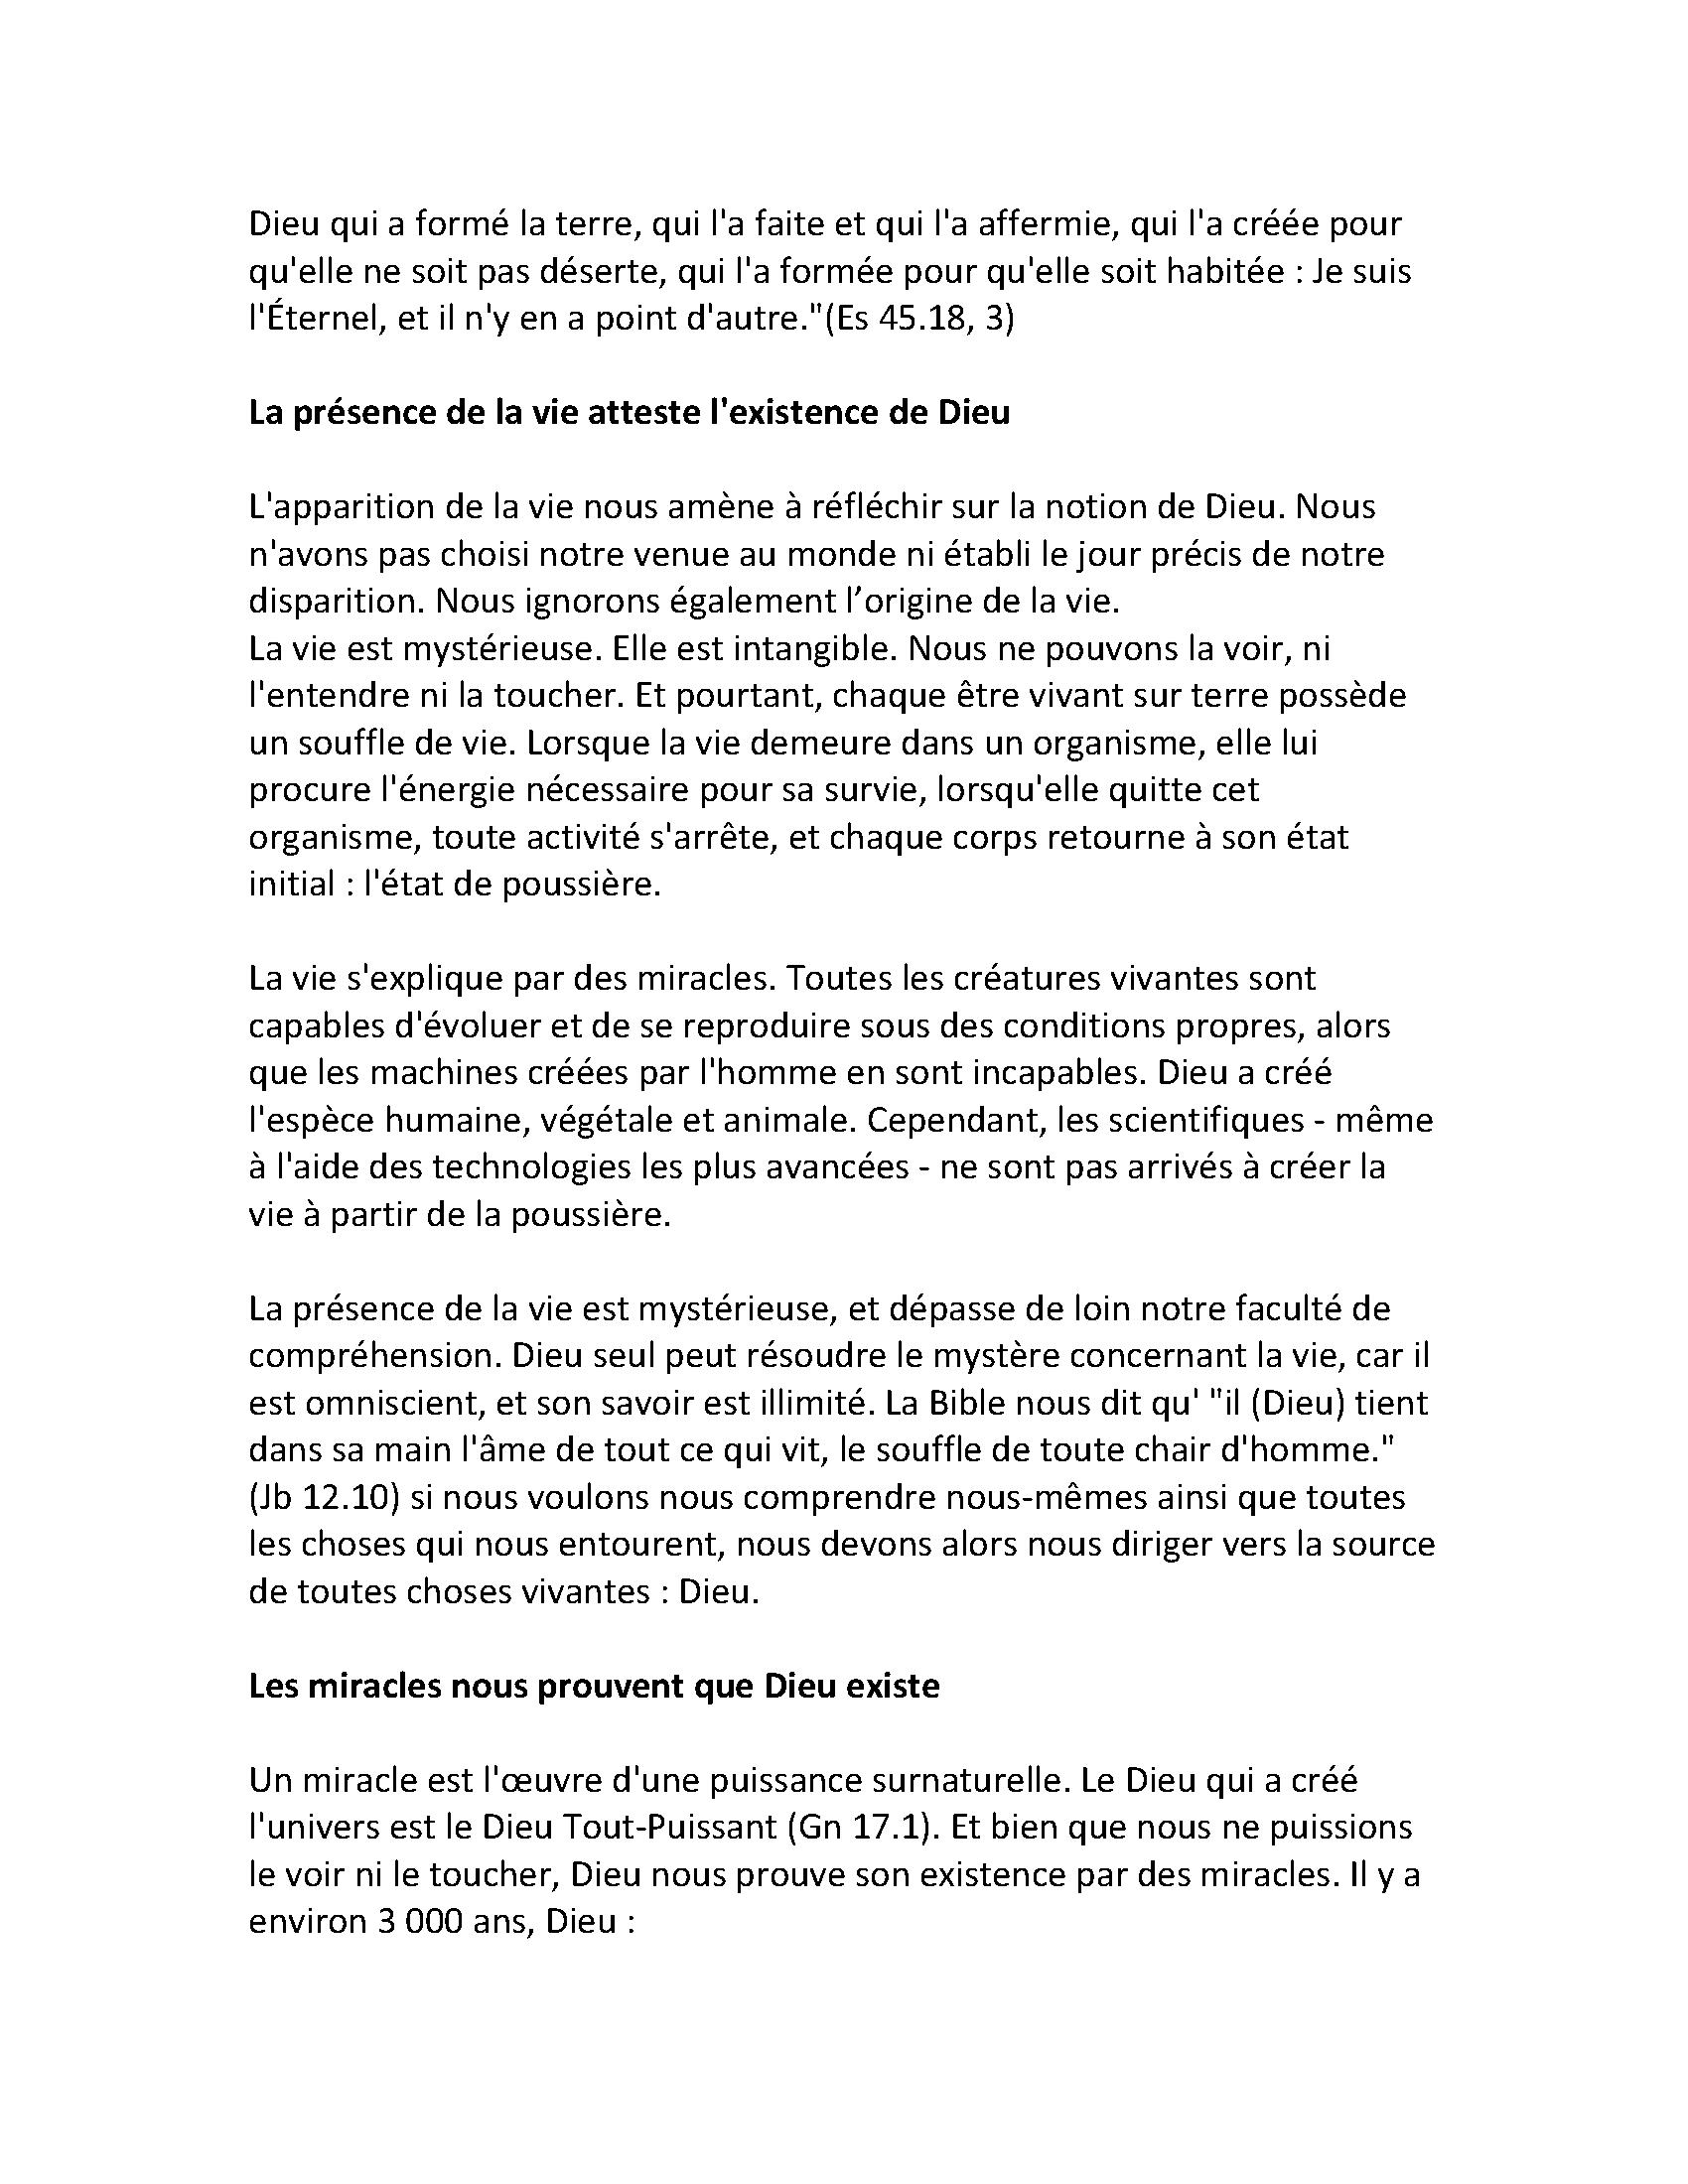 Dieu qui a formé la terre, qui l'a faite et qui l'a affermie, qui l'a créée pour
qu'elle ne soit pas déserte, qui l'a formée pour qu'elle soit habitée : Je suis
l'Éternel, et il n'y en a point d'autre."(Es 45.18, 3)
La présence de la vie atteste l'existence de Dieu
L'apparition de la vie nous amène à réfléchir sur la notion de Dieu. Nous
n'avons pas choisi notre venue au monde ni établi le jour précis de notre
disparition. Nous ignorons également l’origine de la vie.
La vie est mystérieuse. Elle est intangible. Nous ne pouvons la voir, ni
l'entendre ni la toucher. Et pourtant, chaque être vivant sur terre possède
un souffle de vie. Lorsque la vie demeure dans un organisme, elle lui
procure l'énergie nécessaire pour sa survie, lorsqu'elle quitte cet
organisme, toute activité s'arrête, et chaque corps retourne à son état
initial : l'état de poussière.
La vie s'explique par des miracles. Toutes les créatures vivantes sont
capables d'évoluer et de se reproduire sous des conditions propres, alors
que les machines créées par l'homme en sont incapables. Dieu a créé
l'espèce humaine, végétale et animale. Cependant, les scientifiques - même
à l'aide des technologies les plus avancées - ne sont pas arrivés à créer la
vie à partir de la poussière.
La présence de la vie est mystérieuse, et dépasse de loin notre faculté de
compréhension. Dieu seul peut résoudre le mystère concernant la vie, car il
est omniscient, et son savoir est illimité. La Bible nous dit qu' "il (Dieu) tient
dans sa main l'âme de tout ce qui vit, le souffle de toute chair d'homme."
(Jb 12.10) si nous voulons nous comprendre nous-mêmes ainsi que toutes
les choses qui nous entourent, nous devons alors nous diriger vers la source
de toutes choses vivantes : Dieu.
Les miracles nous prouvent que Dieu existe
Un miracle est l'œuvre d'une puissance surnaturelle. Le Dieu qui a créé
l'univers est le Dieu Tout-Puissant (Gn 17.1). Et bien que nous ne puissions
le voir ni le toucher, Dieu nous prouve son existence par des miracles. Il y a
environ 3 000 ans, Dieu :